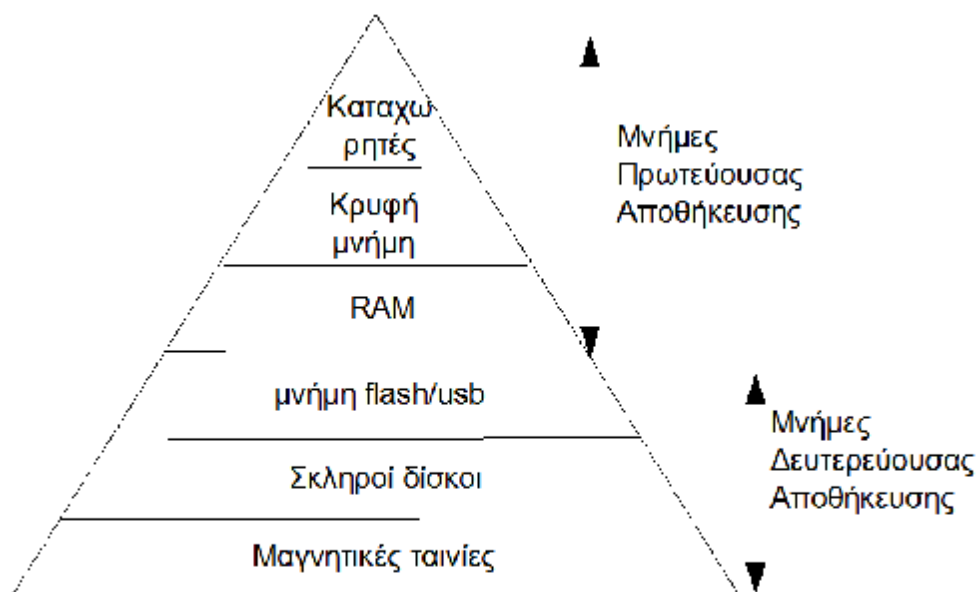 Καταχω
ρητές
Κρυφή
μνήμη
RAM
μνήμη flash/usb
Σκληροί δίσκοι
Μαγνητικές ταινίες
Μνήμες
Πρωτεύουσας
Αποθήκευσης
Μνήμες
Δευτερεύουσας
Αποθήκευσης